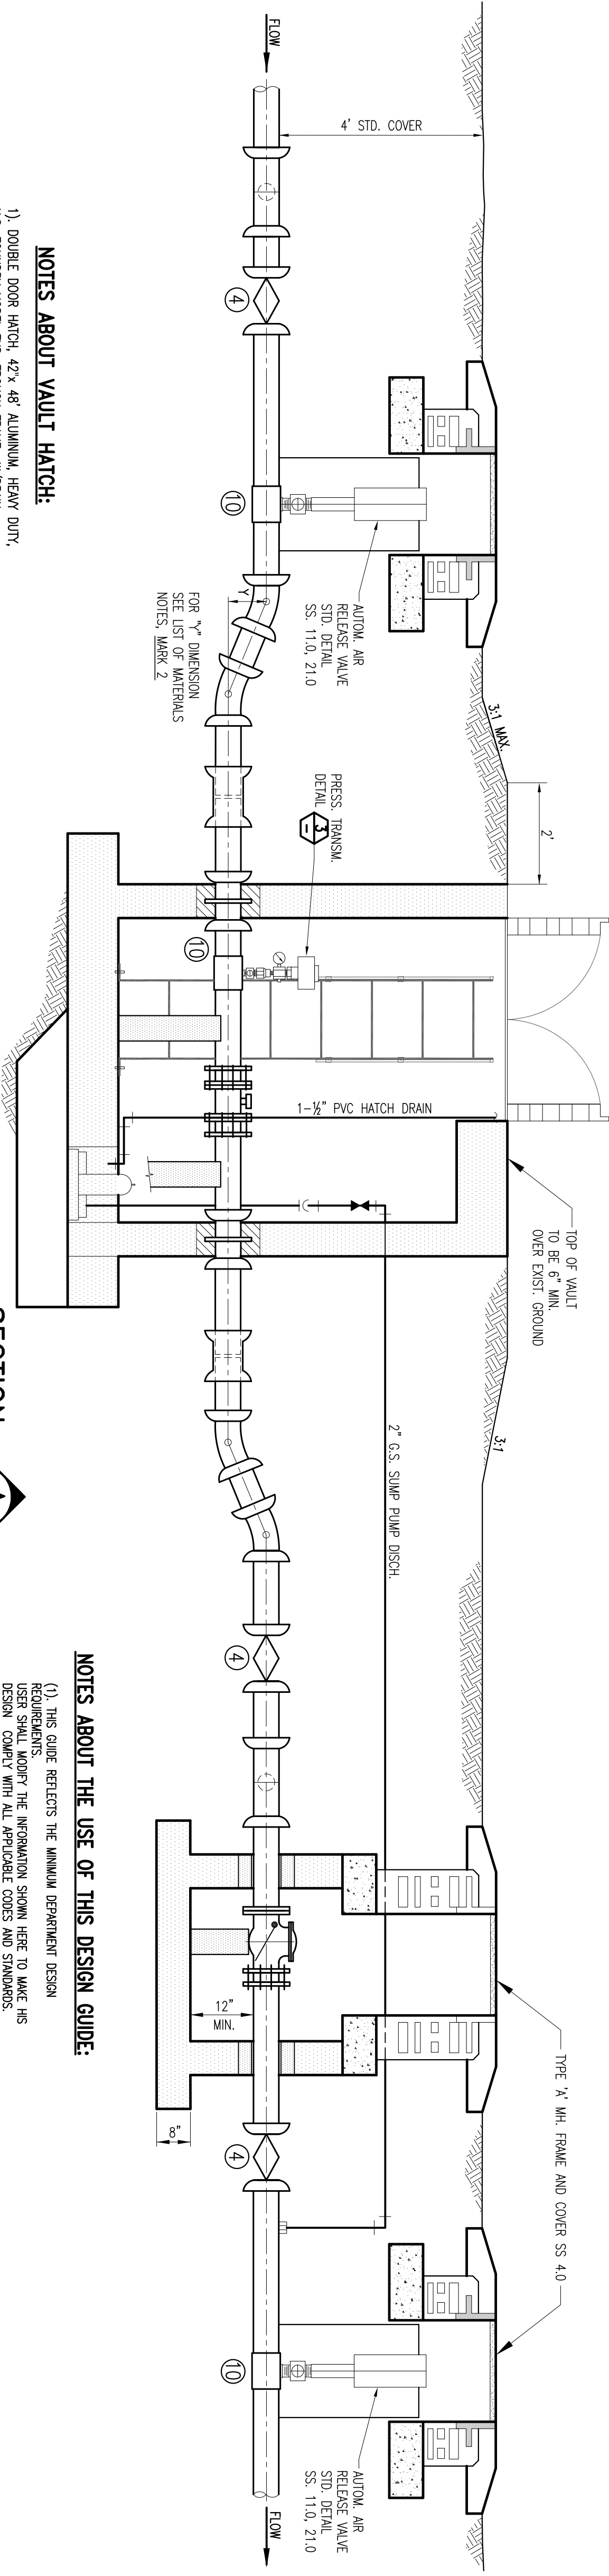 FLOW
4' STD. COVER
4
10
AUTOM. AIR
RELEASE VALVE
STD. DETAIL
SS. 11.0, 21.0
Y
FOR "Y" DIMENSION
SEE LIST OF MATERIALS
NOTES, MARK 2
3:1 MAX.
2'
PRESS. TRANSM.
DETAIL
3
-
10
1-½" PVC HATCH DRAIN
TOP OF VAULT
TO BE 6" MIN.
OVER EXIST. GROUND
3:1
2" G.S. SUMP PUMP DISCH.
4
TYPE 'A' MH. FRAME AND COVER SS 4.0
12"
MIN.
8"
4
10
AUTOM. AIR
RELEASE VALVE
STD. DETAIL
SS. 11.0, 21.0
FLOW
NOTES ABOUT VAULT HATCH:
1). DOUBLE DOOR HATCH, 42"x 48' ALUMINUM, HEAVY DUTY,
SECTION
NOTES ABOUT THE USE OF THIS DESIGN GUIDE:
(1). THIS GUIDE REFLECTS THE MINIMUM DEPARTMENT DESIGN
REQUIREMENTS.
USER SHALL MODIFY THE INFORMATION SHOWN HERE TO MAKE HIS
DESIGN COMPLY WITH ALL APPLICABLE CODES AND STANDARDS.